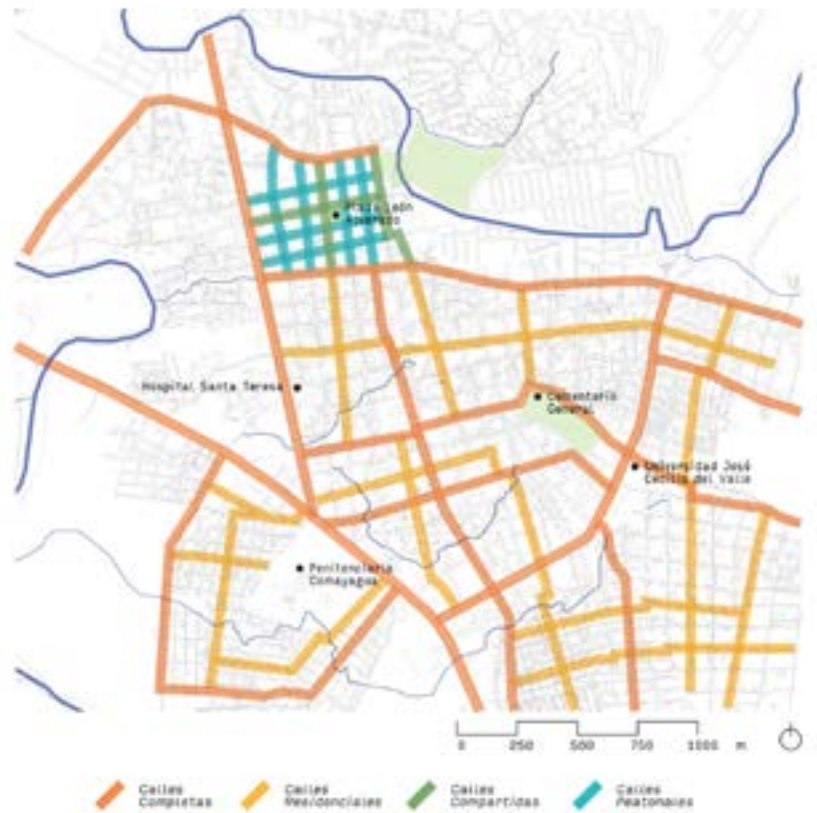 Plaza León
Alvarado
Hospital Santa Teresa
Cementerio
General
Universidad José
Cecilio del Valle
Penitenciaría
Comayagua
0 250 500 750 1000 m
Calles
Completas
Calles
Residenciales
Calles
Compartidas
Calles
Peatonales